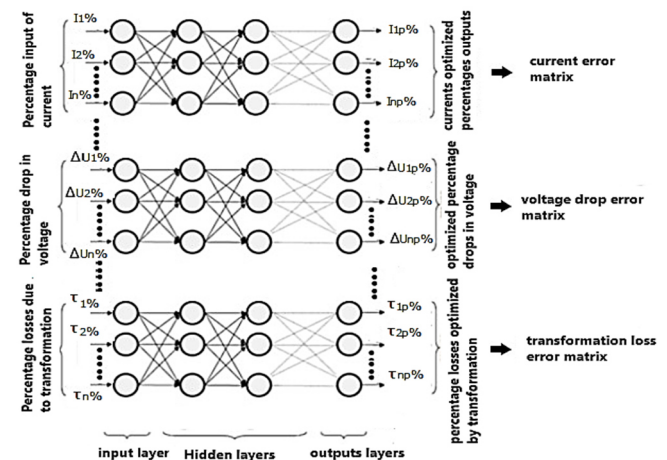 Percentage input of
current
I1%
I2%
In%
I1p%
I2p%
Inp%
currents optimized
percentages outputs
current error
matrix
Percentage drop in
voltage
ΔU1%
ΔU2%
ΔUn%
ΔU1p%
ΔU2p%
ΔUnp%
optimized percentage
drops in voltage
voltage drop error
matrix
Percentage losses due
to transformation
τ1%
τ2%
τn%
τ1p%
τ2p%
τnp%
percentage losses optimized
by transformation
transformation loss
error matrix
input layer
Hidden layers
outputs layers